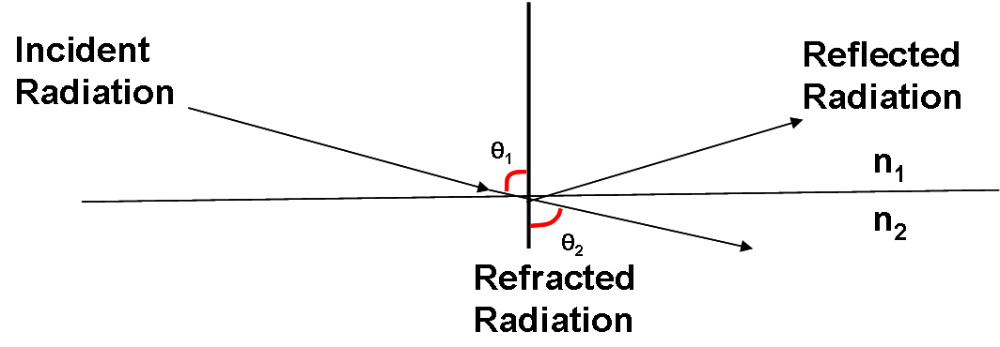 Incident
Radiation
Reflected
Radiation
θ₁
n₁
n₂
θ₂
Refracted
Radiation